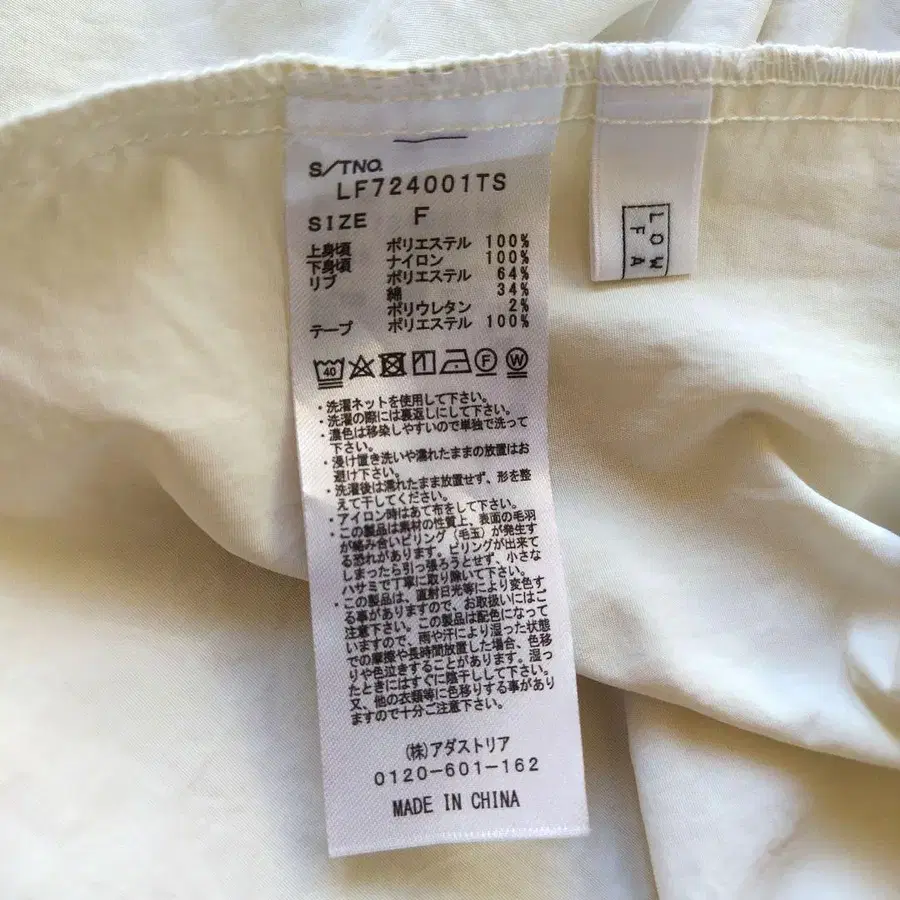 S/TNO.
LF724001TS
SIZE F
上身頃 ポリエステル 100%
下身頃 ナイロン 100%
リブ ポリエステル 64%
綿 34%
ポリウレタン 2%
テープ ポリエステル 100%
40 F W
・洗濯ネットを使用して下さい。
・洗濯の際には裏返しにして下さい。
・濃色は移染しやすいので単独で洗って
下さい。
・浸け置き洗いや濡れたままの放置はお
避け下さい。
・洗濯後は濡れたまま放置せず、形を整
えて干してください。
・アイロン時はあて布をして下さい。
・この製品は素材の性質上、表面の毛羽
が絡み合いピリング（毛玉）が発生す
る恐れがあります。ピリングが出来て
しまったら引っ張ろうとせず、小さな
ハサミで丁寧に取り除いて下さい。
・この製品は、直射日光等により変色す
る事がありますので、お取扱いにはご
注意下さい。この製品は配色になって
いますので、雨や汗により湿った状態
での摩擦や長時間放置した場合、色移
りや色泣きすることがあります。湿っ
たときにはすぐに陰干しして下さい。
又、他の衣類等に色移りする事があり
ますので十分ご注意下さい。
(株)アダストリア
0120-601-162
MADE IN CHINA
LOW
F
A